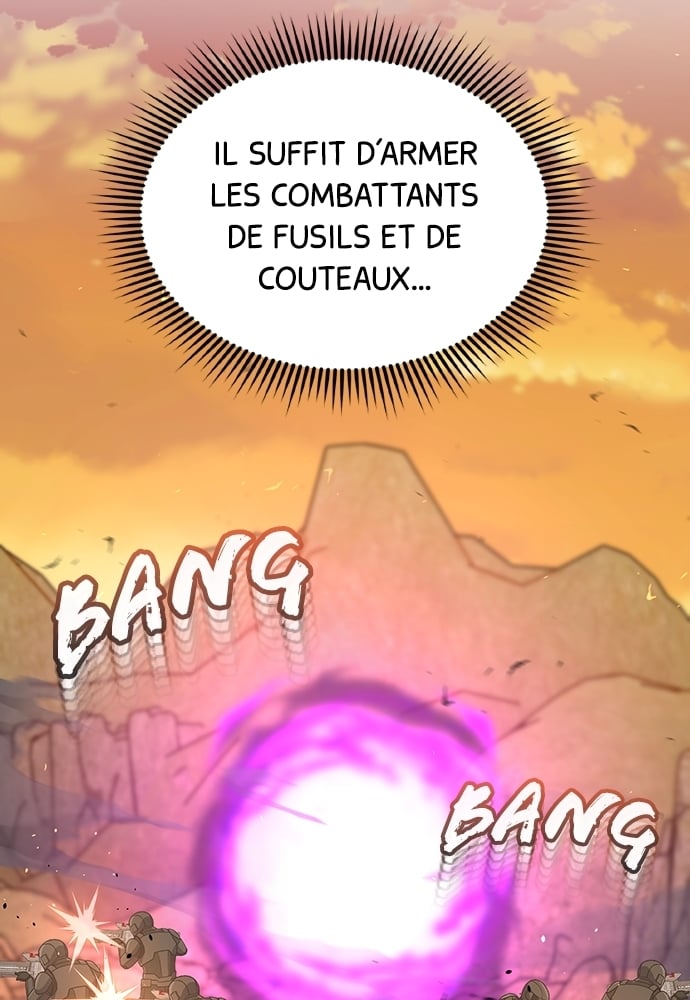 IL SUFFIT D'ARMER
LES COMBATTANTS
DE FUSILS ET DE
COUTEAUX...
BANG
BANG